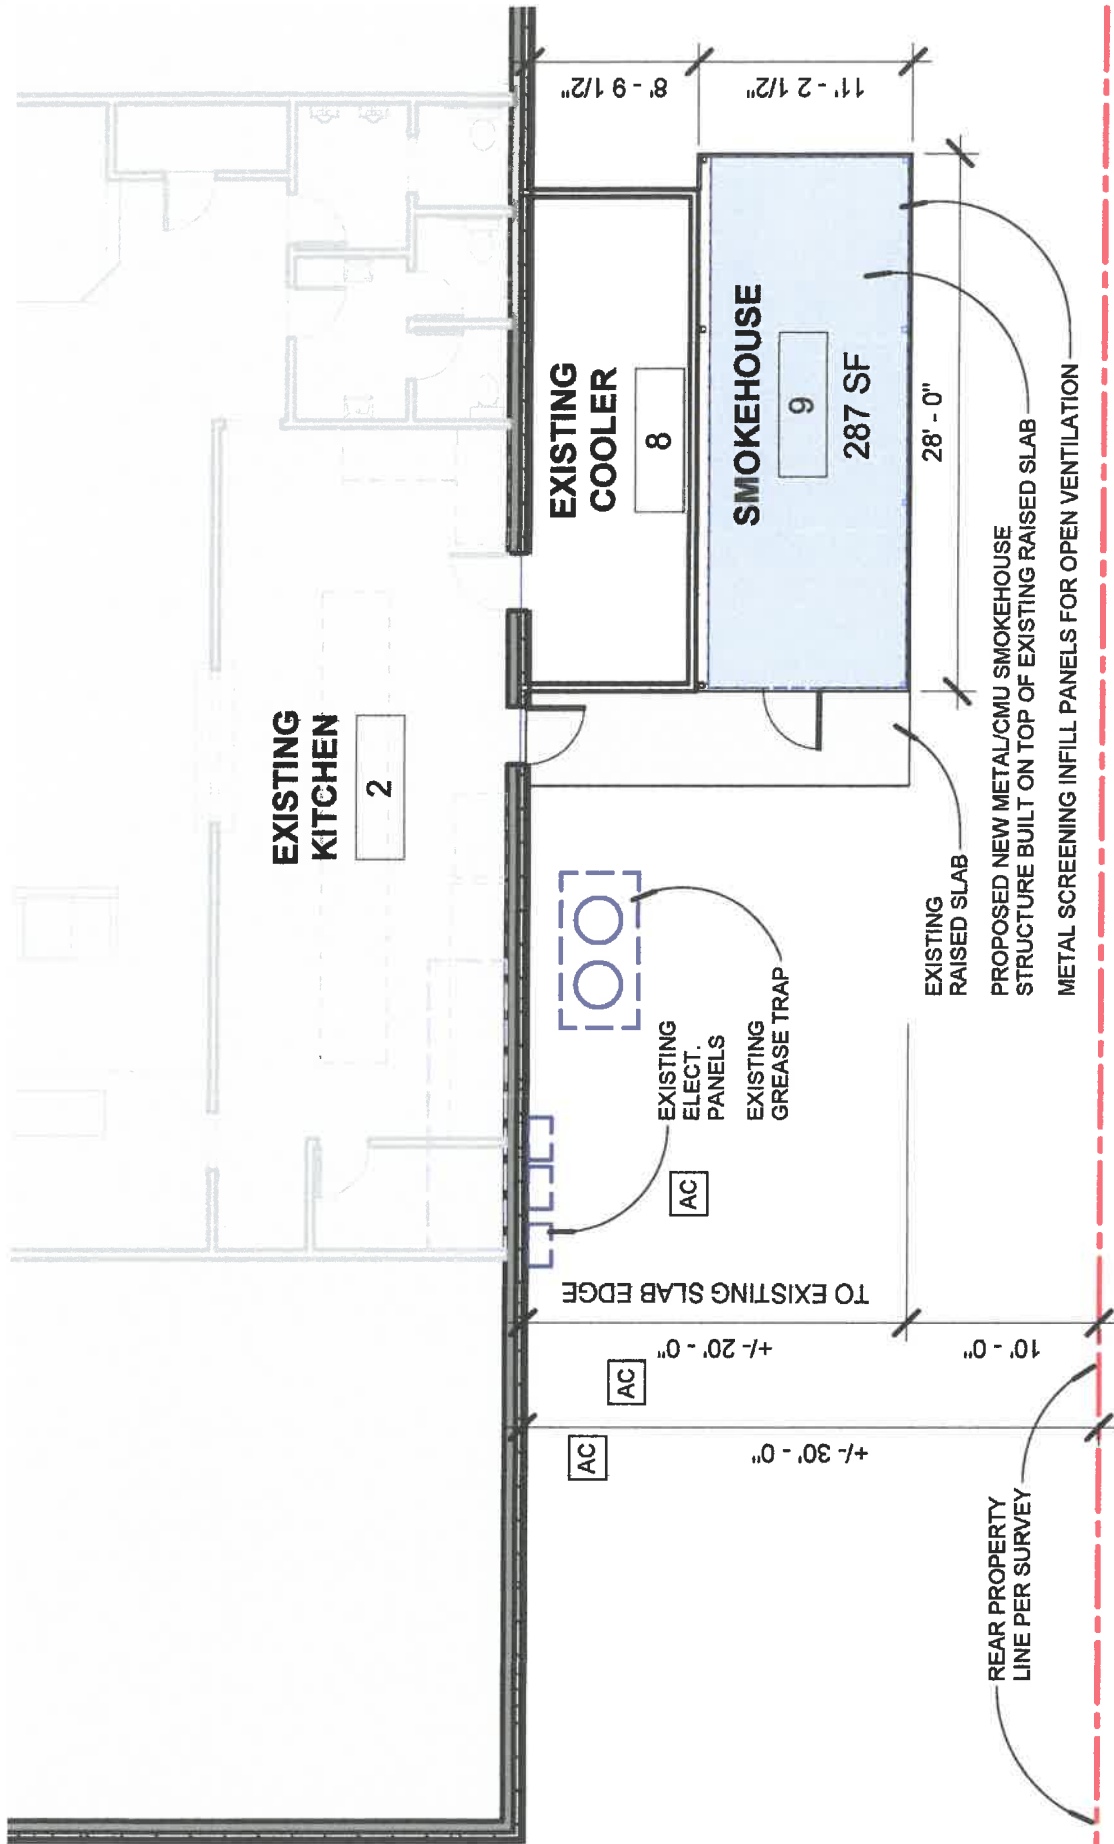 EXISTING
KITCHEN
2
EXISTING
COOLER
8
SMOKEHOUSE
9
287 SF
8' - 9 1/2"
11' - 2 1/2"
28' - 0"
EXISTING
ELECT.
PANELS
EXISTING
GREASE TRAP
AC
AC
AC
TO EXISTING SLAB EDGE
+/- 20' - 0"
10' - 0"
+/- 30' - 0"
EXISTING
RAISED SLAB
PROPOSED NEW METAL/CMU SMOKEHOUSE
STRUCTURE BUILT ON TOP OF EXISTING RAISED SLAB
METAL SCREENING INFILL PANELS FOR OPEN VENTILATION
REAR PROPERTY
LINE PER SURVEY